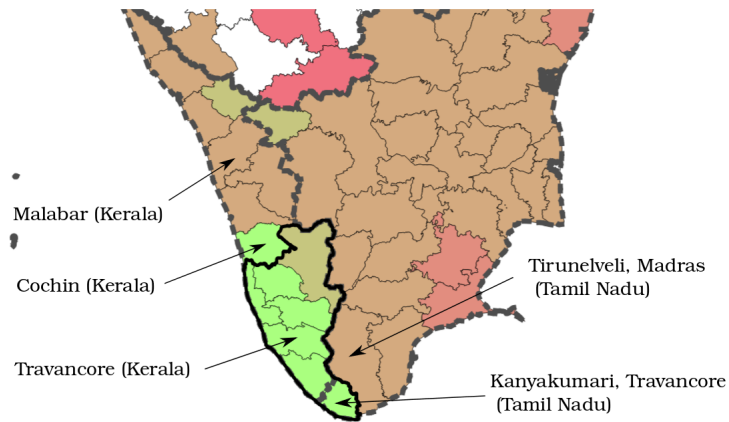 Malabar (Kerala)
Cochin (Kerala)
Tirunelveli, Madras
(Tamil Nadu)
Travancore (Kerala)
Kanyakumari, Travancore
(Tamil Nadu)